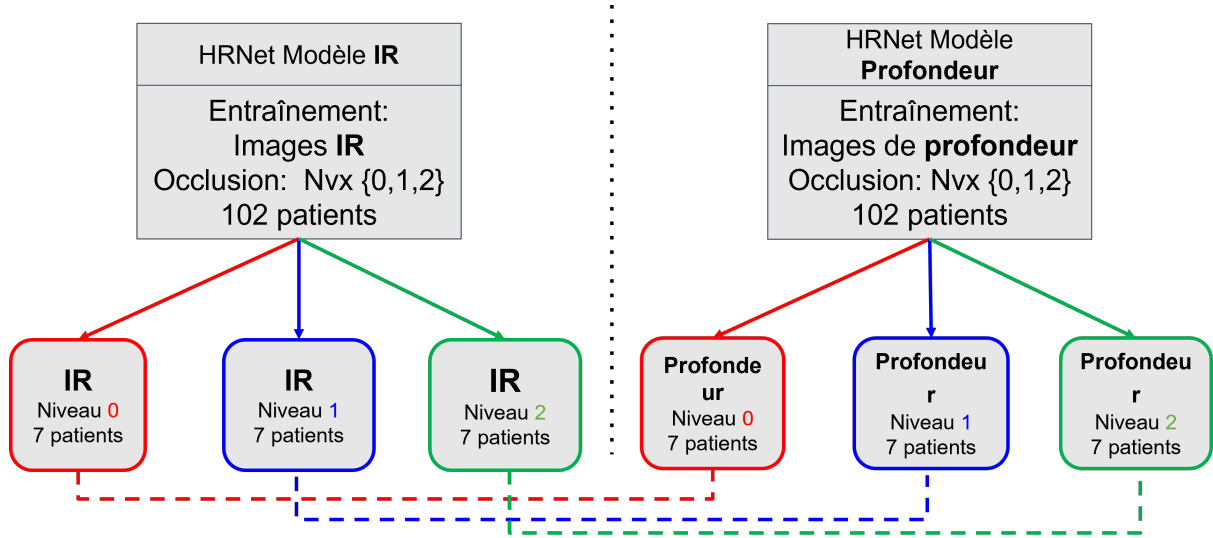 HRNet Modèle IR
Entraînement:
Images IR
Occlusion: Nvx {0,1,2}
102 patients
HRNet Modèle
Profondeur
Entraînement:
Images de profondeur
Occlusion: Nvx {0,1,2}
102 patients
IR
Niveau 0
7 patients
IR
Niveau 1
7 patients
IR
Niveau 2
7 patients
Profonde
ur
Niveau 0
7 patients
Profondeu
r
Niveau 1
7 patients
Profondeu
r
Niveau 2
7 patients